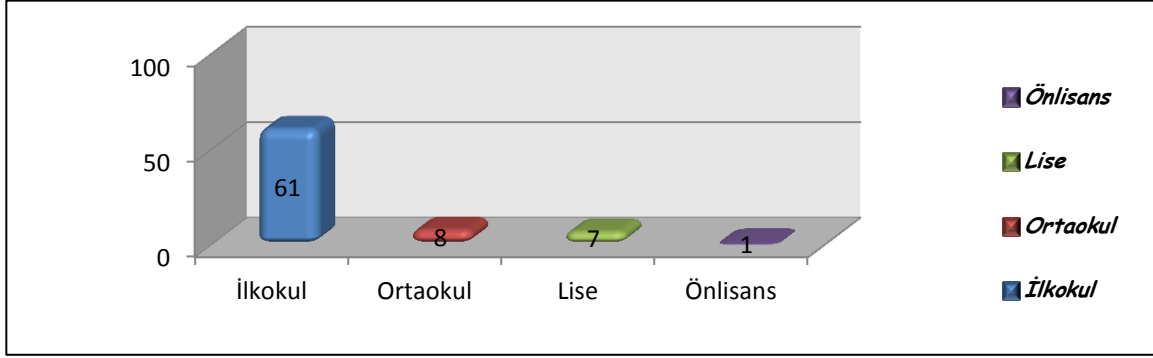 100
50
0
61
8
7
1
İlkokul
Ortaokul
Lise
Önlisans
Önlisans
Lise
Ortaokul
İlkokul